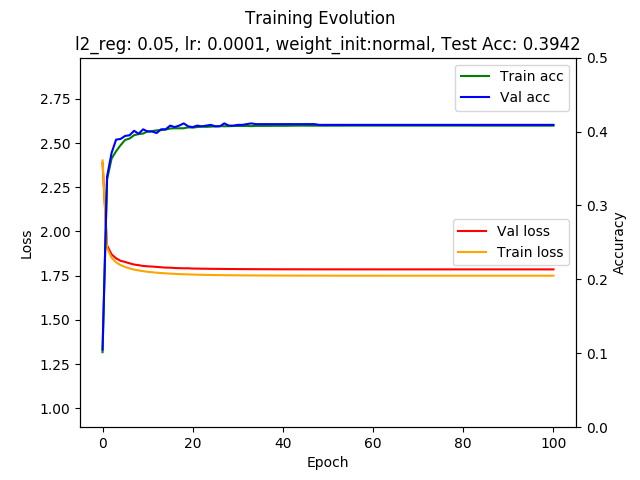 Training Evolution
l2_reg: 0.05, lr: 0.0001, weight_init:normal, Test Acc: 0.3942
Train acc
Val acc
Val loss
Train loss
Loss
2.75
2.50
2.25
2.00
1.75
1.50
1.25
1.00
0.5
0.4
0.3
0.2
0.1
0.0
Accuracy
0
20
40
60
80
100
Epoch